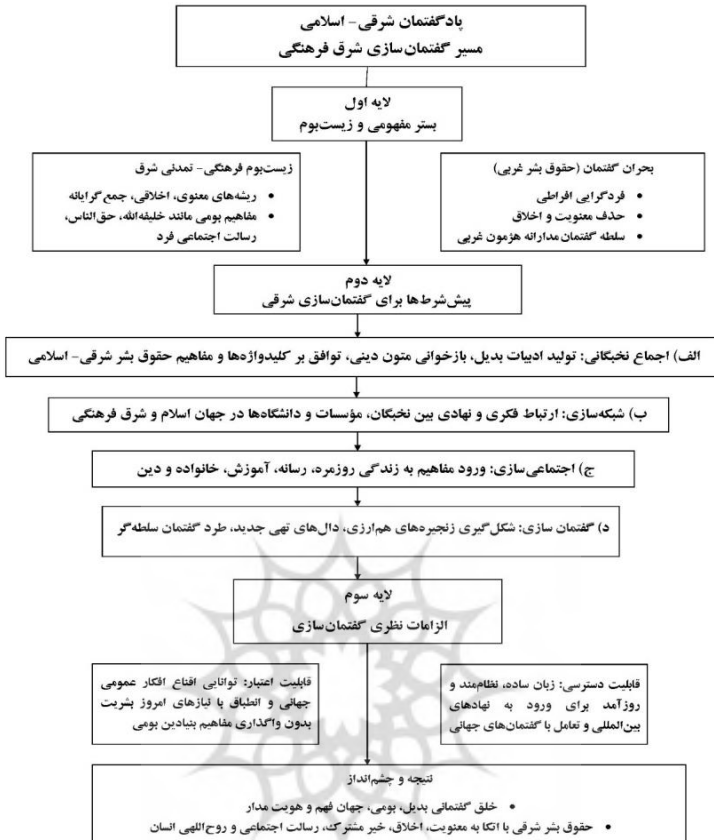 پادگفتمان شرقی- اسلامی
مسیر گفتمان‌سازی شرق فرهنگی
لایه اول
بستر مفهومی و زیست‌بوم
بحران گفتمان (حقوق بشر غربی)
• فردگرایی افراطی
• حذف معنویت و اخلاق
• سلطه گفتمان‌مدارانه هژمون غربی
زیست‌بوم فرهنگی- تمدنی شرق
• ریشه‌های معنوی، اخلاقی، جمع‌گرایانه
• مفاهیم بومی مانند خلیفه‌الله، حق‌الناس،
رسالت اجتماعی فرد
لایه دوم
پیش‌شرط‌ها برای گفتمان‌سازی شرقی
الف) اجماع نخبگانی: تولید ادبیات بدیل، بازخوانی متون دینی، توافق بر کلیدواژه‌ها و مفاهیم حقوق بشر شرقی- اسلامی
ب) شبکه‌سازی: ارتباط فکری و نهادی بین نخبگان، مؤسسات و دانشگاه‌ها در جهان اسلام و شرق فرهنگی
ج) اجتماعی‌سازی: ورود مفاهیم به زندگی روزمره، رسانه، آموزش، خانواده و دین
د) گفتمان سازی: شکل‌گیری زنجیره‌های هم‌ارزی، دال‌های تهی جدید، طرد گفتمان سلطه‌گر
لایه سوم
الزامات نظری گفتمان‌سازی
قابلیت دسترسی: زبان ساده، نظام‌مند و
روزآمد برای ورود به نهادهای
بین‌المللی و تعامل با گفتمان‌های جهانی
قابلیت اعتبار: توانایی اقناع افکار عمومی
جهانی و انطباق با نیازهای امروز بشریت
بدون واگذاری مفاهیم بنیادین بومی
نتیجه و چشم‌انداز
• خلق گفتمانی بدیل، بومی، جهان فهم و هویت مدار
• حقوق بشر شرقی با اتکا به معنویت، اخلاق، خیر مشترک، رسالت اجتماعی و روح‌اللهی انسان